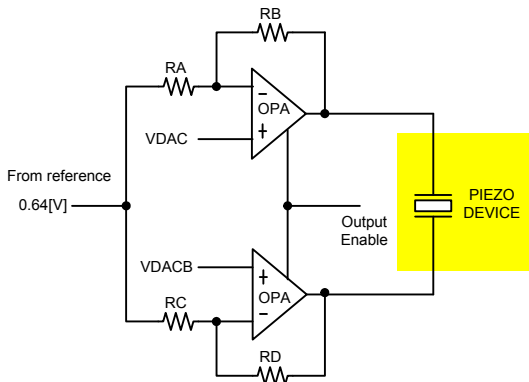 RB
RA
−
OPA
+
VDAC
From reference
0.64[V]
PIEZO
DEVICE
Output
Enable
VDACB
+
OPA
−
RC
RD